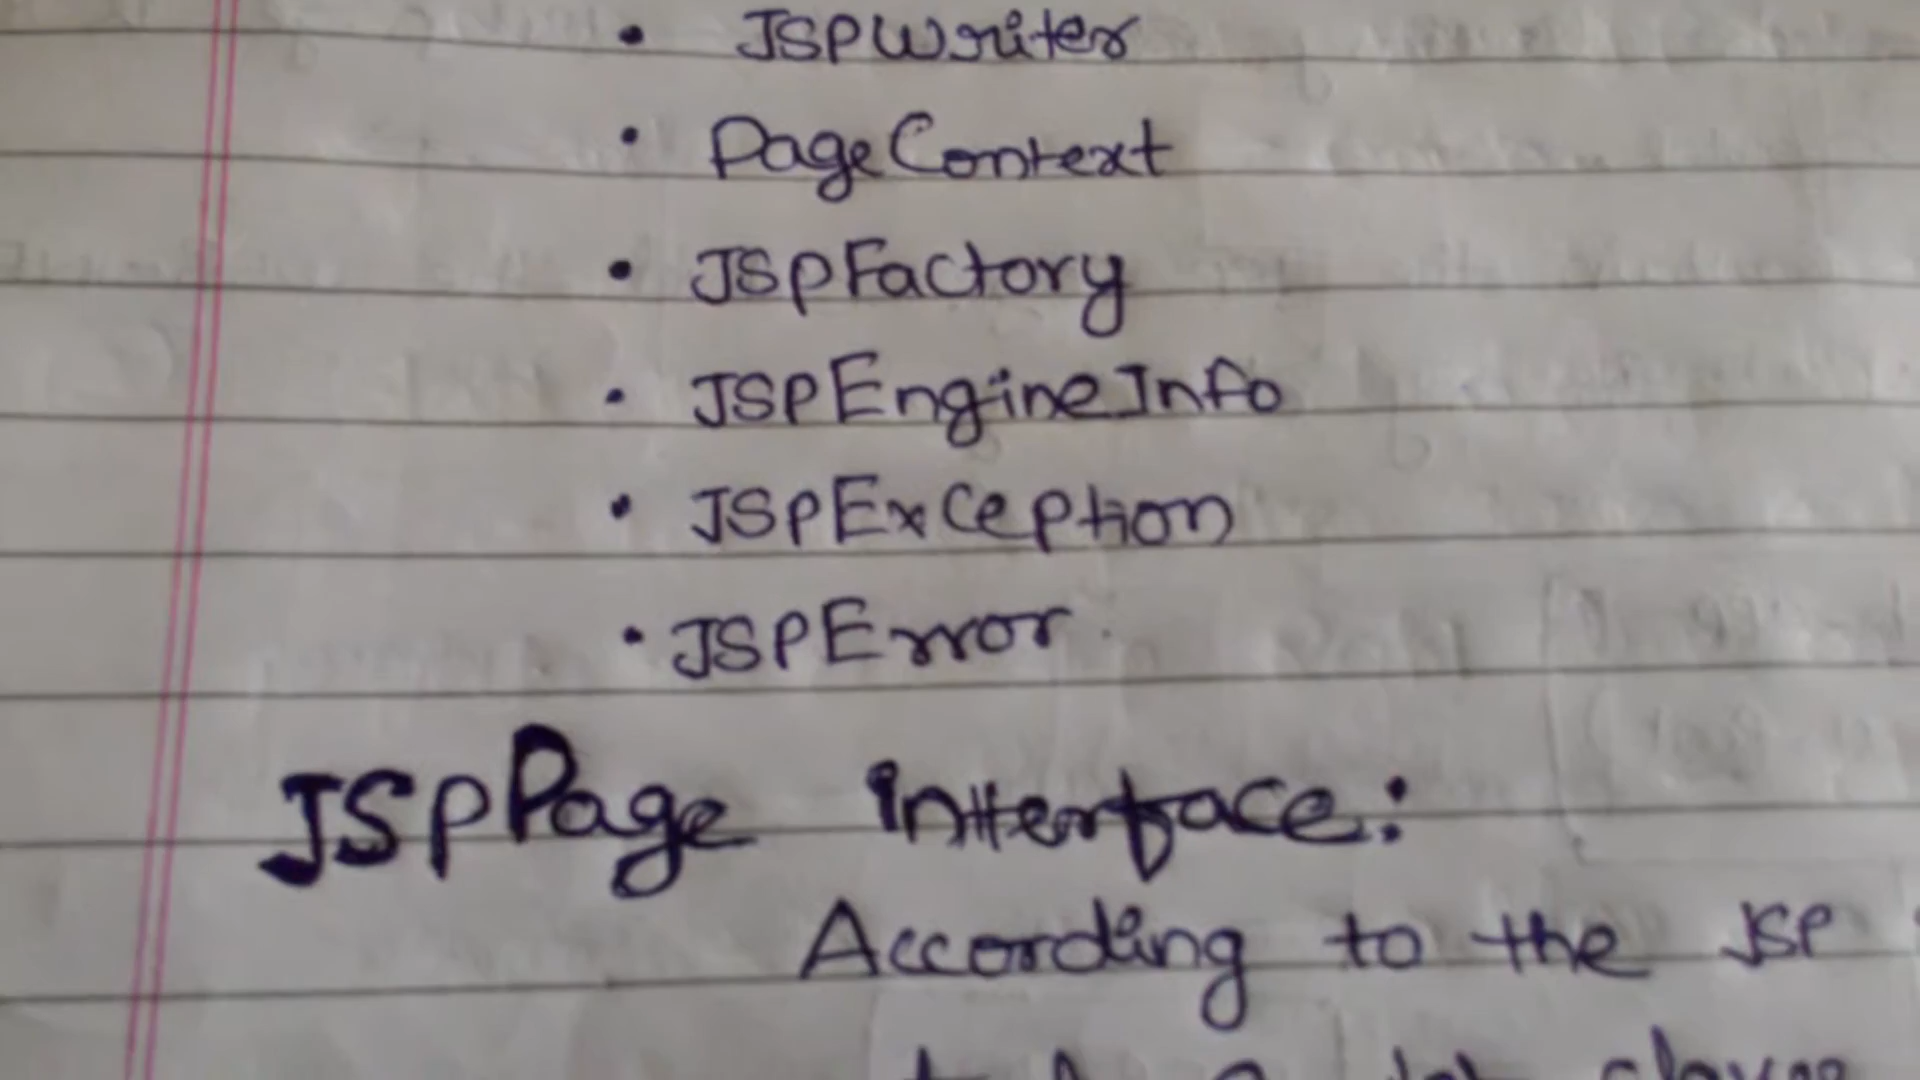 • JSPWriter
• PageContext
• JSPFactory
• JSPEngineInfo
• JSPException
• JSPError
JSPPage interface:
According to the JSP